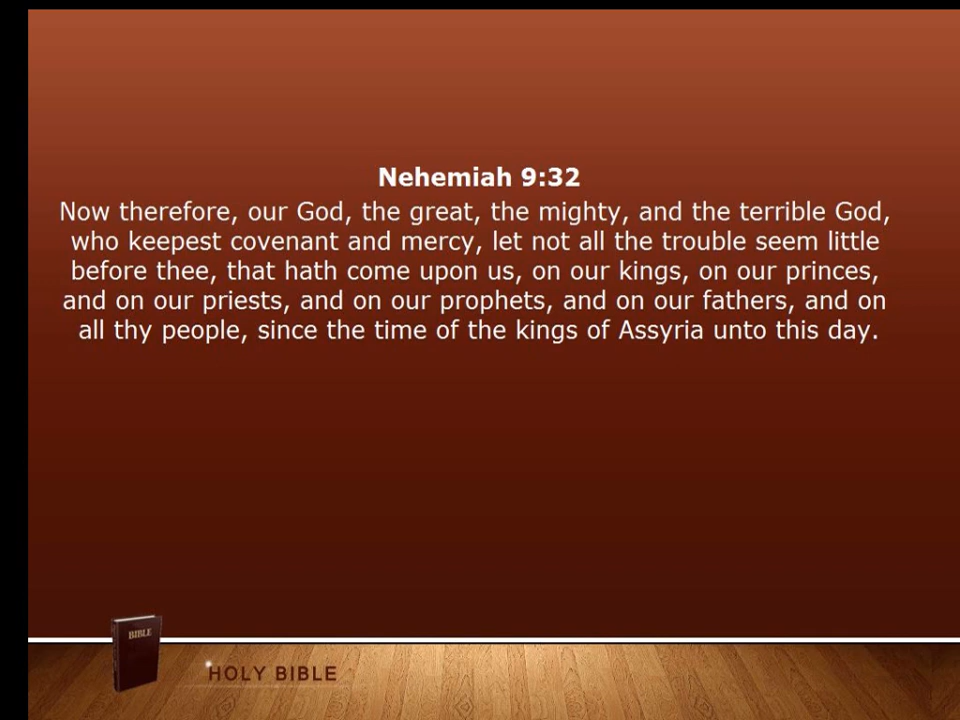 Nehemiah 9:32
Now therefore, our God, the great, the mighty, and the terrible God,
who keepest covenant and mercy, let not all the trouble seem little
before thee, that hath come upon us, on our kings, on our princes,
and on our priests, and on our prophets, and on our fathers, and on
all thy people, since the time of the kings of Assyria unto this day.
BIBLE
HOLY BIBLE